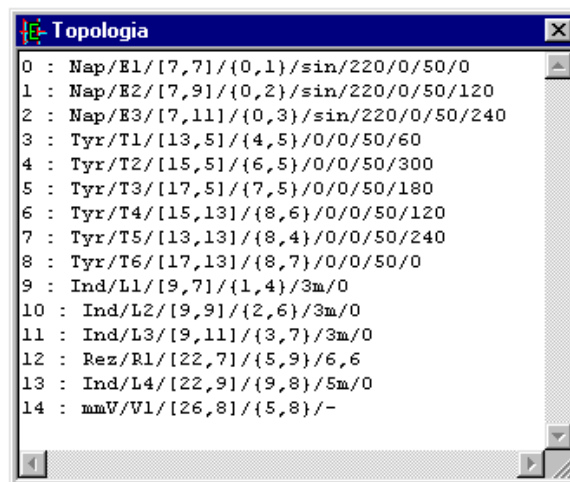 Topologia
0 : Nap/E1/[7,7]/{0,1}/sin/220/0/50/0
1 : Nap/E2/[7,9]/{0,2}/sin/220/0/50/120
2 : Nap/E3/[7,11]/{0,3}/sin/220/0/50/240
3 : Tyr/T1/[13,5]/{4,5}/0/0/50/60
4 : Tyr/T2/[15,5]/{6,5}/0/0/50/300
5 : Tyr/T3/[17,5]/{7,5}/0/0/50/180
6 : Tyr/T4/[15,13]/{8,6}/0/0/50/120
7 : Tyr/T5/[13,13]/{8,4}/0/0/50/240
8 : Tyr/T6/[17,13]/{8,7}/0/0/50/0
9 : Ind/L1/[9,7]/{1,4}/3m/0
10 : Ind/L2/[9,9]/{2,6}/3m/0
11 : Ind/L3/[9,11]/{3,7}/3m/0
12 : Rez/R1/[22,7]/{5,9}/6,6
13 : Ind/L4/[22,9]/{9,8}/5m/0
14 : mmV/V1/[26,8]/{5,8}/-